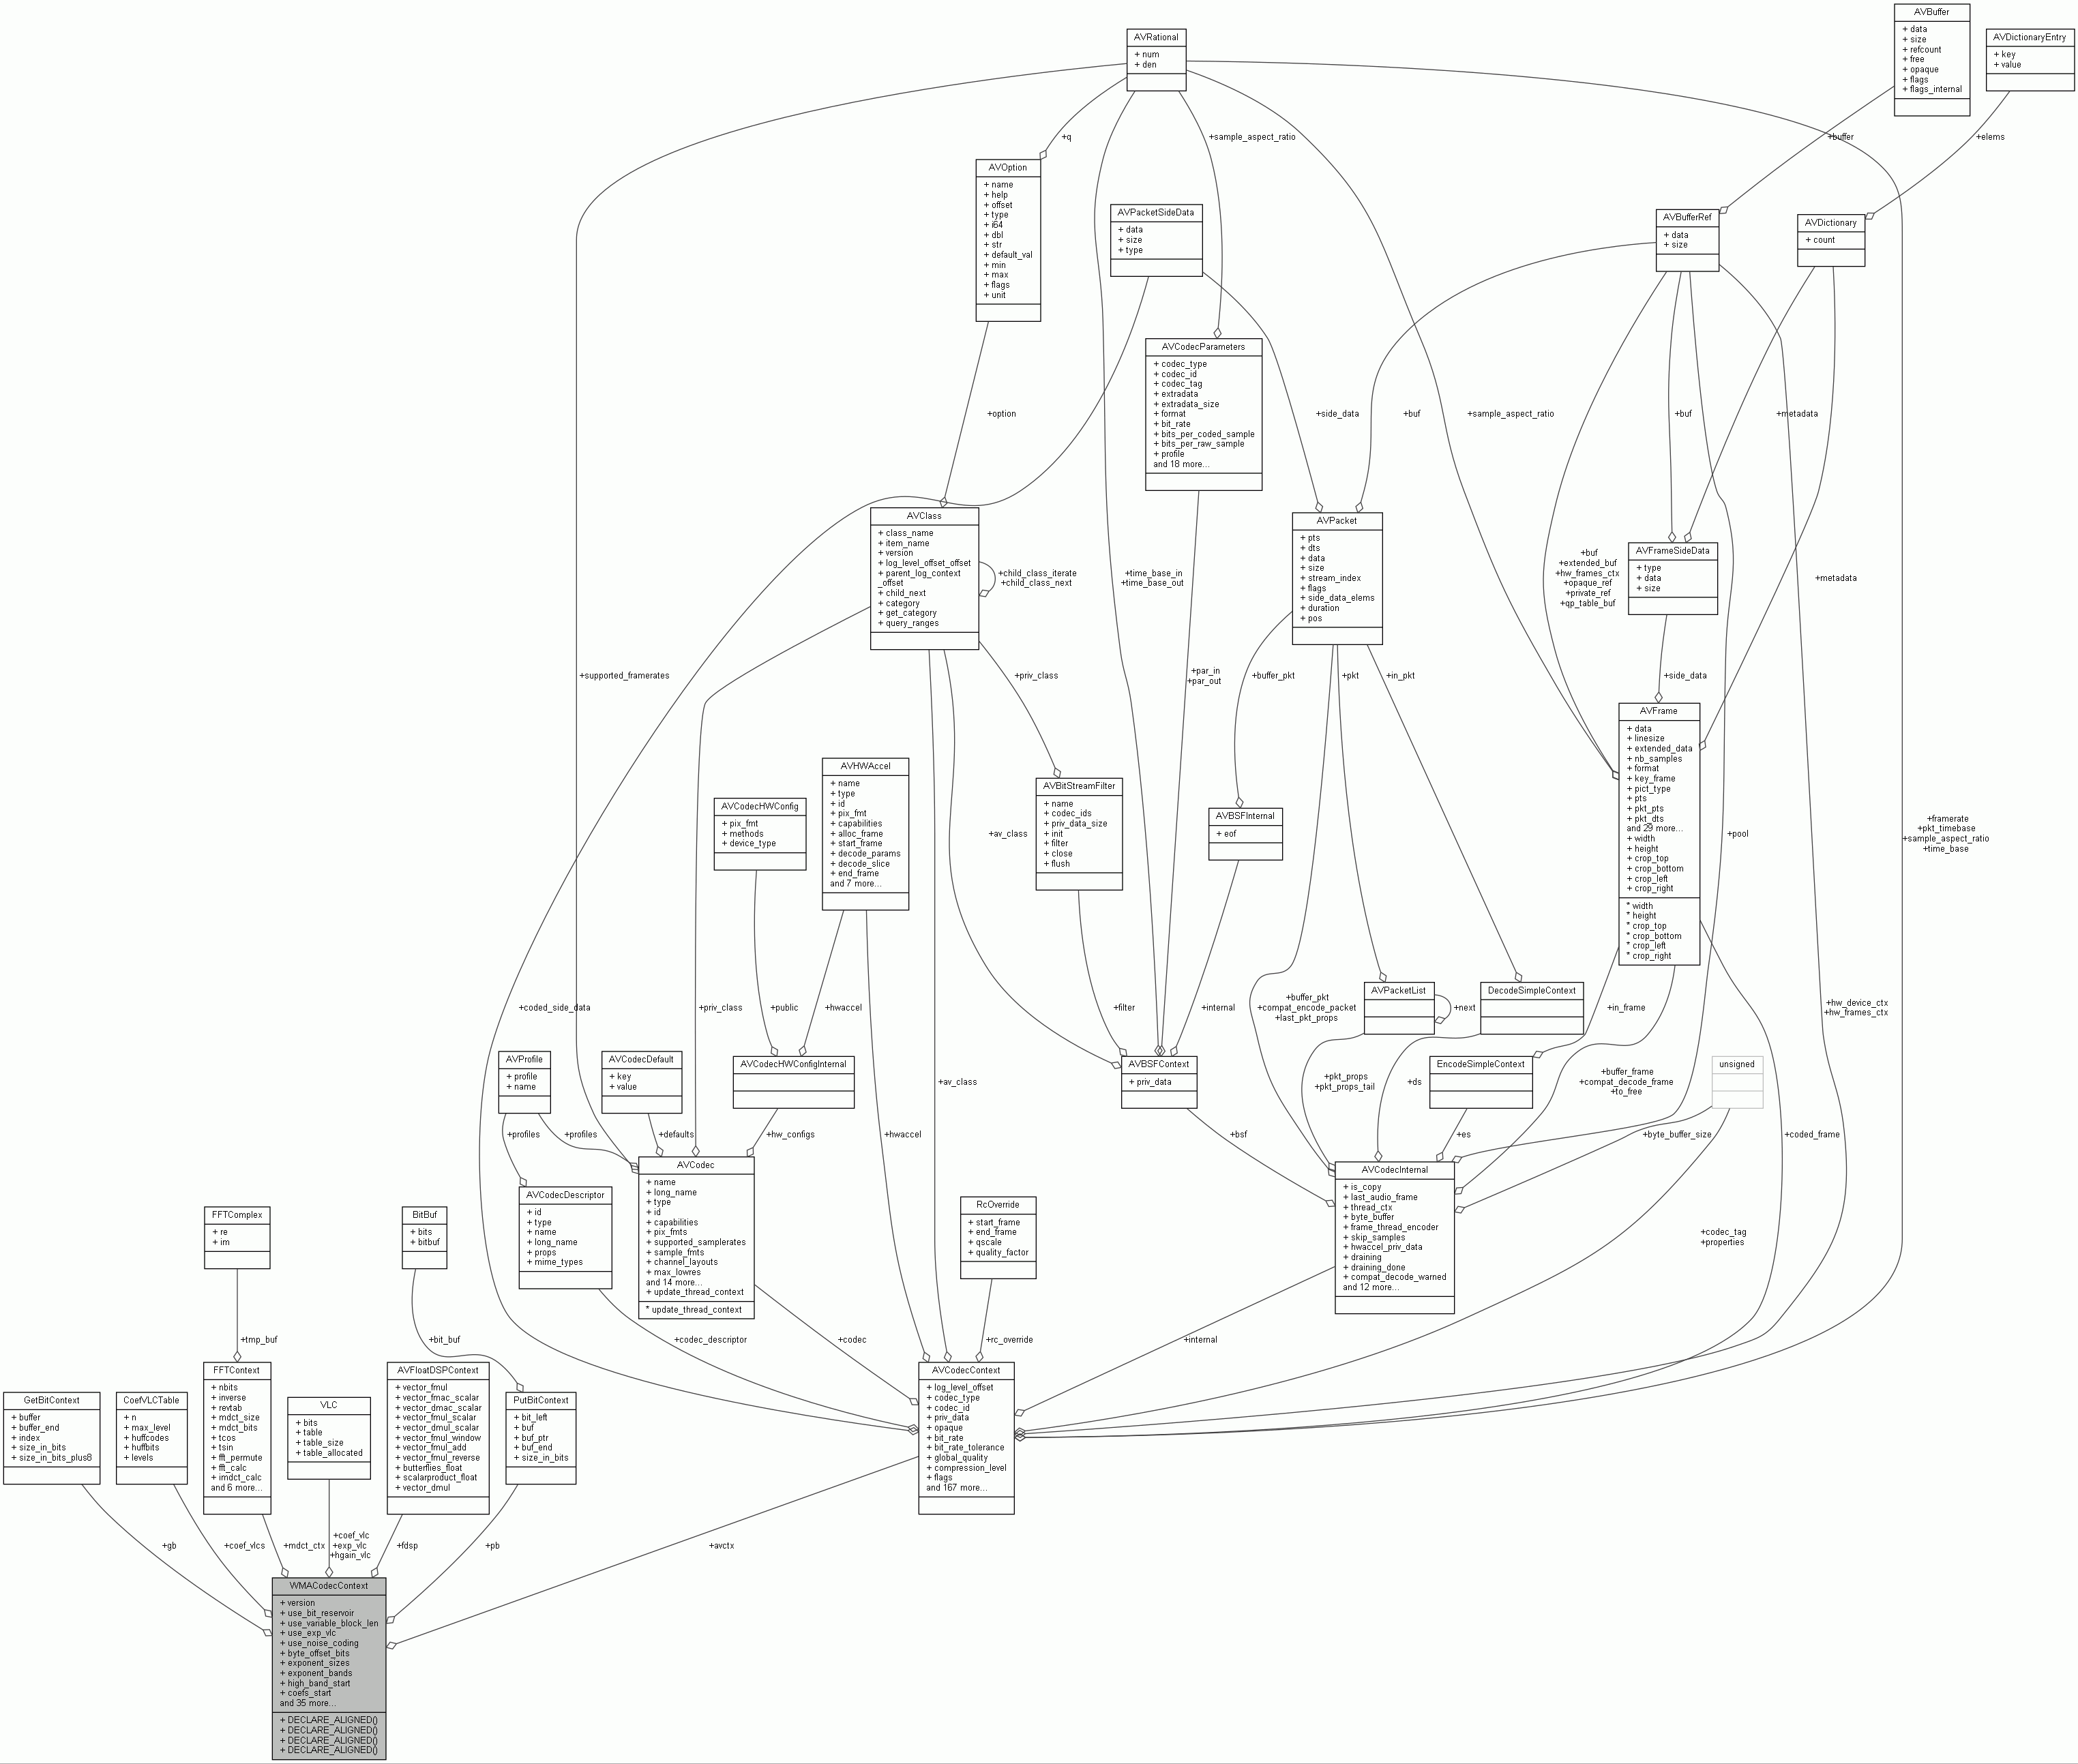 AVBuffer
+ data
+ size
+ refcount
+ free
+ opaque
+ flags
+ flags_internal
AVRational
+ num
+ den
AVDictionaryEntry
+ key
+ value
+sample_aspect_ratio
+buffer
+elems
+q
AVOption
+ name
+ help
+ offset
+ type
+ i64
+ dbl
+ str
+ default_val
+ min
+ max
+ flags
+ unit
AVPacketSideData
+ data
+ size
+ type
AVBufferRef
+ data
+ size
AVDictionary
+ count
AVCodecParameters
+ codec_type
+ codec_id
+ codec_tag
+ extradata
+ extradata_size
+ format
+ bit_rate
+ bits_per_coded_sample
+ bits_per_raw_sample
+ profile
and 18 more...
+option
+side_data
+buf
+sample_aspect_ratio
+buf
+metadata
AVClass
+ class_name
+ item_name
+ version
+ log_level_offset_offset
+ parent_log_context
_offset
+ child_next
+ category
+ get_category
+ query_ranges
+child_class_iterate
+child_class_next
+time_base_in
+time_base_out
AVPacket
+ pts
+ dts
+ data
+ size
+ stream_index
+ flags
+ side_data_elems
+ duration
+ pos
+buf
+extended_buf
+hw_frames_ctx
+opaque_ref
+private_ref
+qp_table_buf
AVFrameSideData
+ type
+ data
+ size
+metadata
+supported_framerates
+priv_class
+par_in
+par_out
+buffer_pkt
+pkt
+in_pkt
+side_data
AVFrame
+ data
+ linesize
+ extended_data
+ nb_samples
+ format
+ key_frame
+ pict_type
+ pts
+ pkt_pts
+ pkt_dts
and 29 more...
+ width
+ height
+ crop_top
+ crop_bottom
+ crop_left
+ crop_right
* width
* height
* crop_top
* crop_bottom
* crop_left
* crop_right
AVHWAccel
+ name
+ type
+ id
+ pix_fmt
+ capabilities
+ alloc_frame
+ start_frame
+ decode_params
+ decode_slice
+ end_frame
and 7 more...
AVCodecHWConfig
+ pix_fmt
+ methods
+ device_type
+av_class
AVBitStreamFilter
+ name
+ codec_ids
+ priv_data_size
+ init
+ filter
+ close
+ flush
AVBSFInternal
+ eof
+pool
+framerate
+pkt_timebase
+sample_aspect_ratio
+time_base
+coded_side_data
+priv_class
+public
+hwaccel
+filter
+internal
+buffer_pkt
+compat_encode_packet
+last_pkt_props
AVPacketList
+next
DecodeSimpleContext
+in_frame
+hw_device_ctx
+hw_frames_ctx
AVProfile
+ profile
+ name
AVCodecDefault
+ key
+ value
AVCodecHWConfigInternal
+av_class
AVBSFContext
+ priv_data
+pkt_props
+pkt_props_tail
+ds
EncodeSimpleContext
+buffer_frame
+compat_decode_frame
+to_free
unsigned
+profiles
+profiles
+defaults
+hw_configs
+hwaccel
+bsf
+es
+byte_buffer_size
+coded_frame
AVCodec
+ name
+ long_name
+ type
+ id
+ capabilities
+ pix_fmts
+ supported_samplerates
+ sample_fmts
+ channel_layouts
+ max_lowres
and 14 more...
+ update_thread_context
* update_thread_context
AVCodecInternal
+ is_copy
+ last_audio_frame
+ thread_ctx
+ byte_buffer
+ frame_thread_encoder
+ skip_samples
+ hwaccel_priv_data
+ draining
+ draining_done
+ compat_decode_warned
and 12 more...
AVCodecDescriptor
+ id
+ type
+ name
+ long_name
+ props
+ mime_types
RcOverride
+ start_frame
+ end_frame
+ qscale
+ quality_factor
FFTComplex
+ re
+ im
BitBuf
+ bits
+ bitbuf
+codec_tag
+properties
+tmp_buf
+bit_buf
+codec_descriptor
+codec
+rc_override
+internal
FFTContext
+ nbits
+ inverse
+ revtab
+ mdct_size
+ mdct_bits
+ tcos
+ tsin
+ fft_permute
+ fft_calc
+ imdct_calc
and 6 more...
AVFloatDSPContext
+ vector_fmul
+ vector_fmac_scalar
+ vector_dmac_scalar
+ vector_fmul_scalar
+ vector_dmul_scalar
+ vector_fmul_window
+ vector_fmul_add
+ vector_fmul_reverse
+ butterflies_float
+ scalarproduct_float
+ vector_dmul
AVCodecContext
+ log_level_offset
+ codec_type
+ codec_id
+ priv_data
+ opaque
+ bit_rate
+ bit_rate_tolerance
+ global_quality
+ compression_level
+ flags
and 167 more...
GetBitContext
+ buffer
+ buffer_end
+ index
+ size_in_bits
+ size_in_bits_plus8
CoefVLCTable
+ n
+ max_level
+ huffcodes
+ huffbits
+ levels
VLC
+ bits
+ table
+ table_size
+ table_allocated
PutBitContext
+ bit_left
+ buf
+ buf_ptr
+ buf_end
+ size_in_bits
+gb
+coef_vlcs
+mdct_ctx
+coef_vlc
+exp_vlc
+hgain_vlc
+fdsp
+pb
+avctx
WMACodecContext
+ version
+ use_bit_reservoir
+ use_variable_block_len
+ use_exp_vlc
+ use_noise_coding
+ byte_offset_bits
+ exponent_sizes
+ exponent_bands
+ high_band_start
+ coefs_start
and 35 more...
+ DECLARE_ALIGNED()
+ DECLARE_ALIGNED()
+ DECLARE_ALIGNED()
+ DECLARE_ALIGNED()